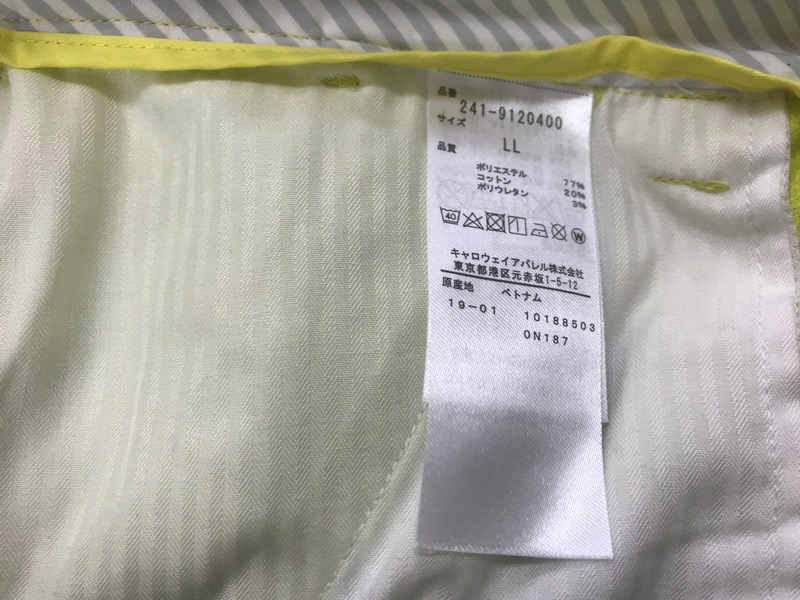 品番
241-9120400
サイズ
LL
品質
ポリエステル 77%
コットン 20%
ポリウレタン 3%
40
W
キャロウェイアパレル株式会社
東京都港区元赤坂1-5-12
原産地 ベトナム
19-01 10188503
0N187